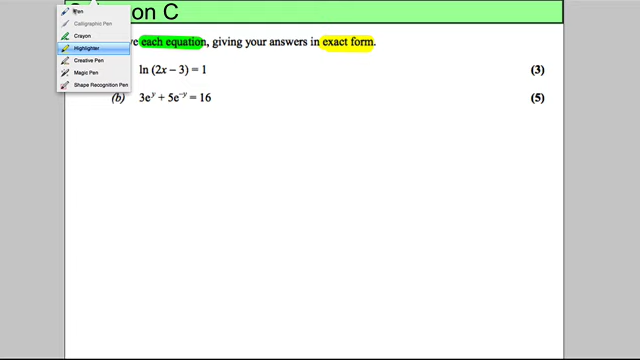 on C
Pen
Calligraphic Pen
Crayon
Highlighter
Creative Pen
Magic Pen
Shape Recognition Pen
ve each equation, giving your answers in exact form.
ln (2x – 3) = 1 (3)
(b) 3eʸ + 5e⁻ʸ = 16 (5)